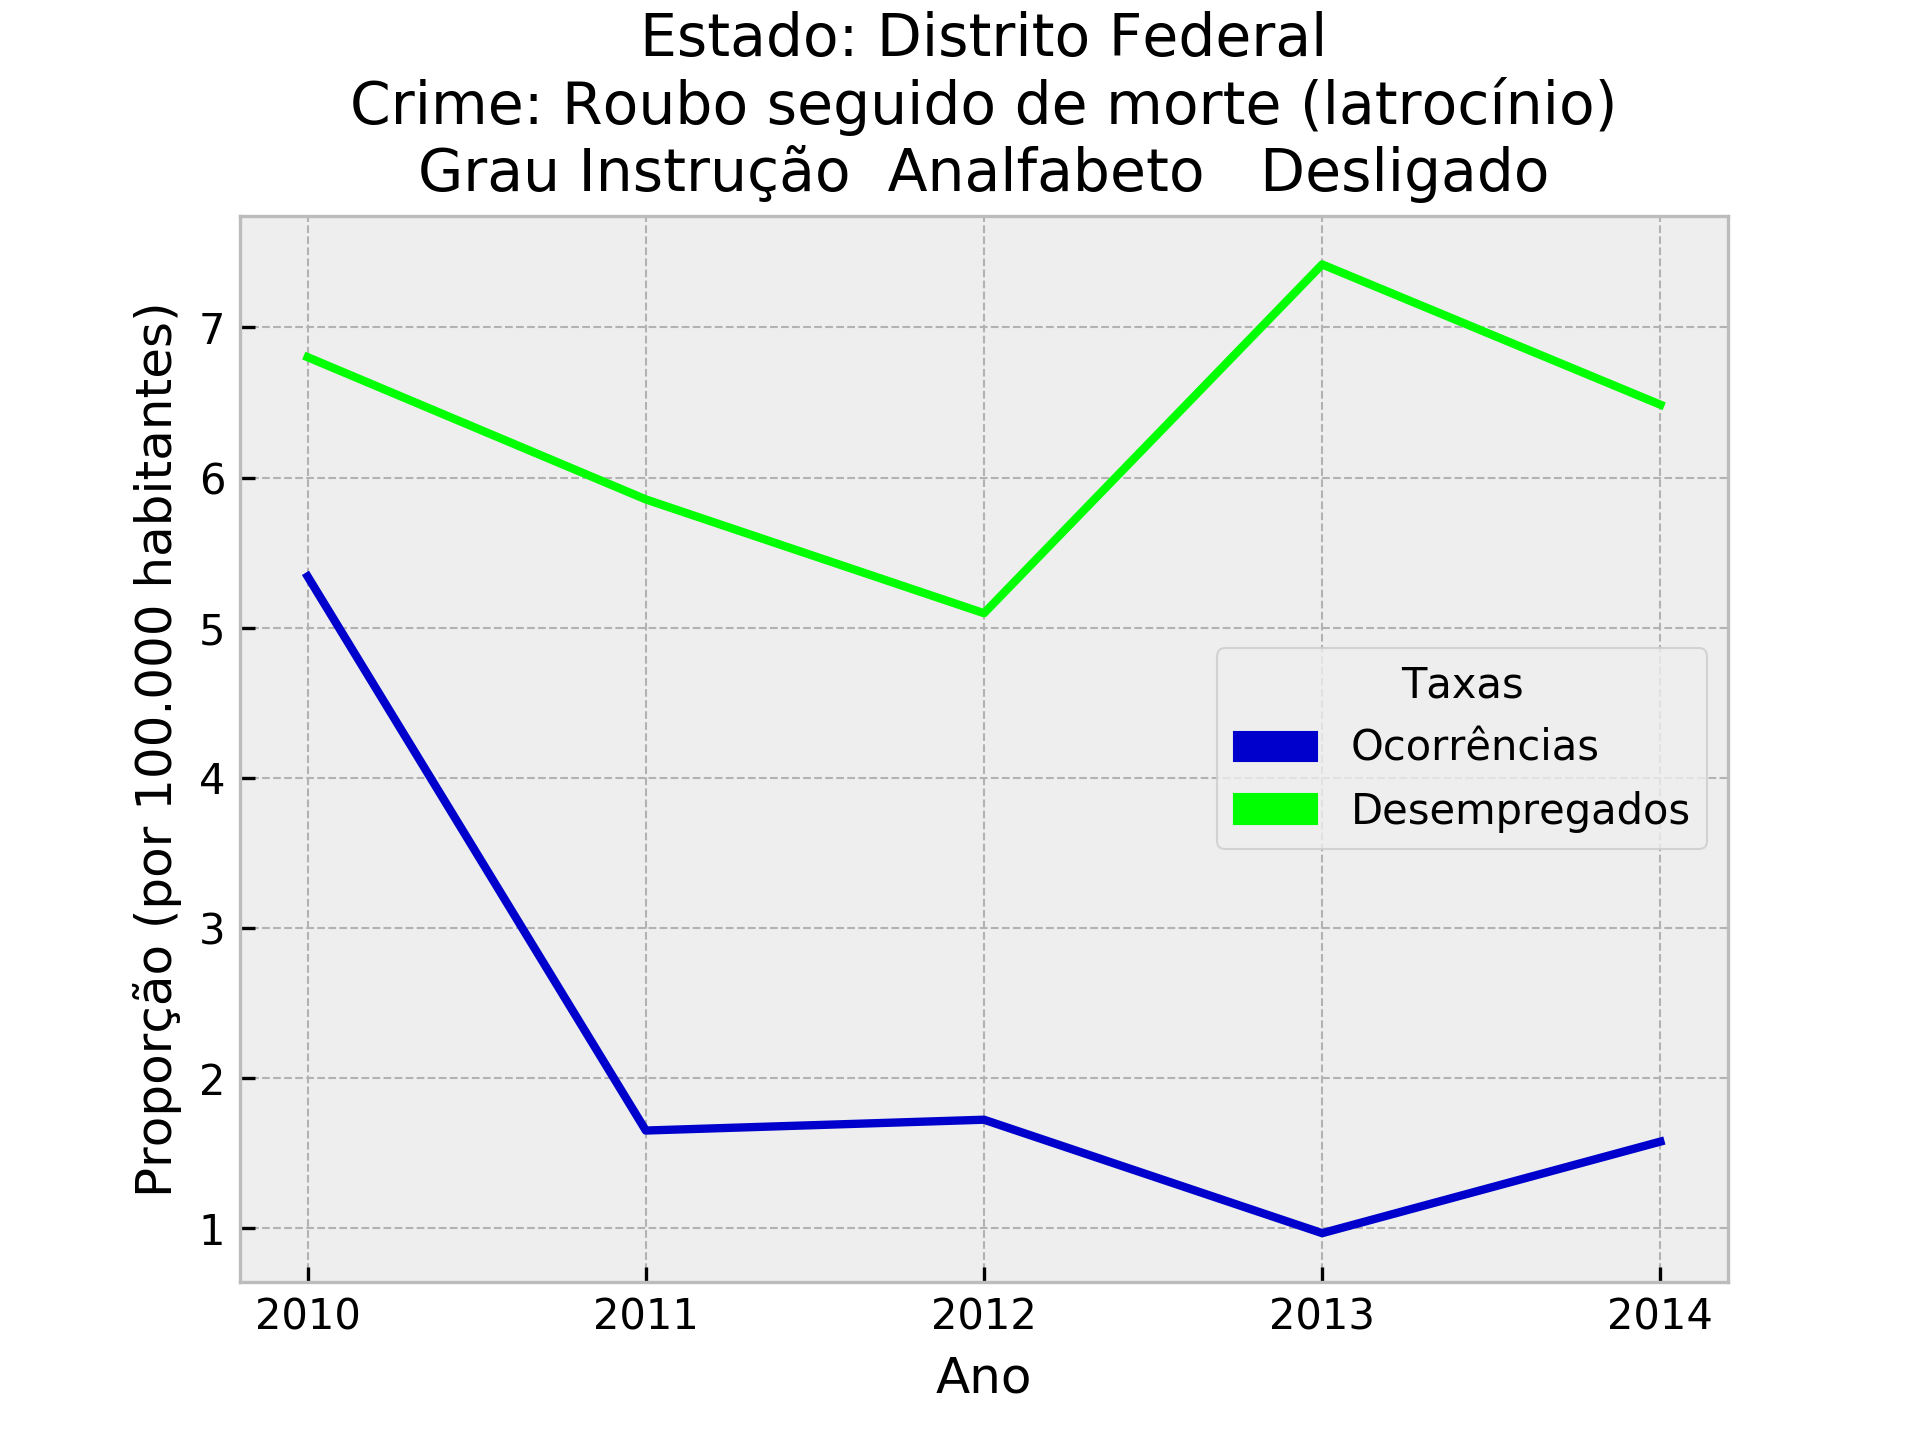 Estado: Distrito Federal
Crime: Roubo seguido de morte (latrocínio)
Grau Instrução  Analfabeto   Desligado
Proporção (por 100.000 habitantes)
7
6
5
4
3
2
1
Taxas
Ocorrências
Desempregados
2010 2011 2012 2013 2014
Ano